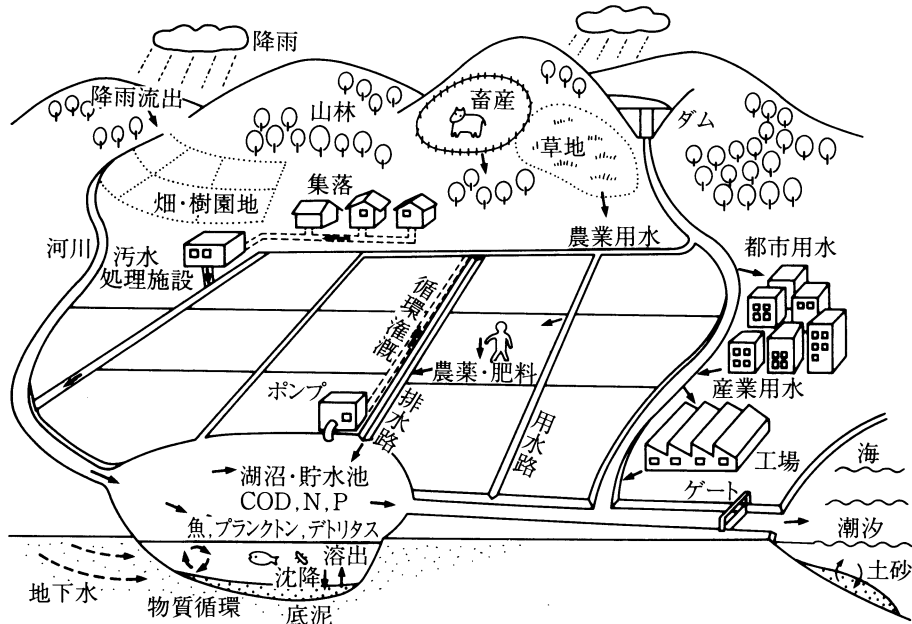 降雨
降雨流出
山林
畜産
草地
ダム
畑・樹園地
集落
河川
汚水
処理施設
農業用水
都市用水
循環灌漑
農薬・肥料
ポンプ
排水路
用水路
産業用水
工場
海
ゲート
湖沼・貯水池
COD, N, P
魚, プランクトン, デトリタス
潮汐
溶出
沈降
土砂
地下水
物質循環
底泥